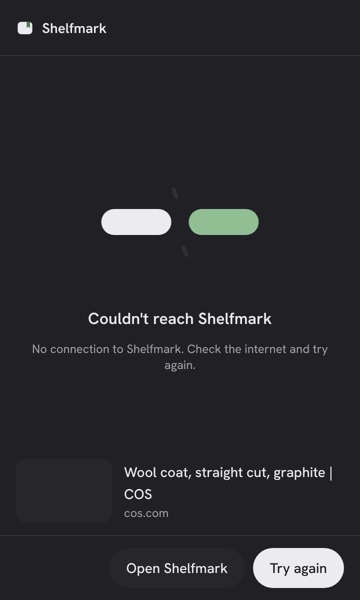 Shelfmark
Couldn't reach Shelfmark
No connection to Shelfmark. Check the internet and try
again.
Wool coat, straight cut, graphite |
COS
cos.com
Open Shelfmark
Try again